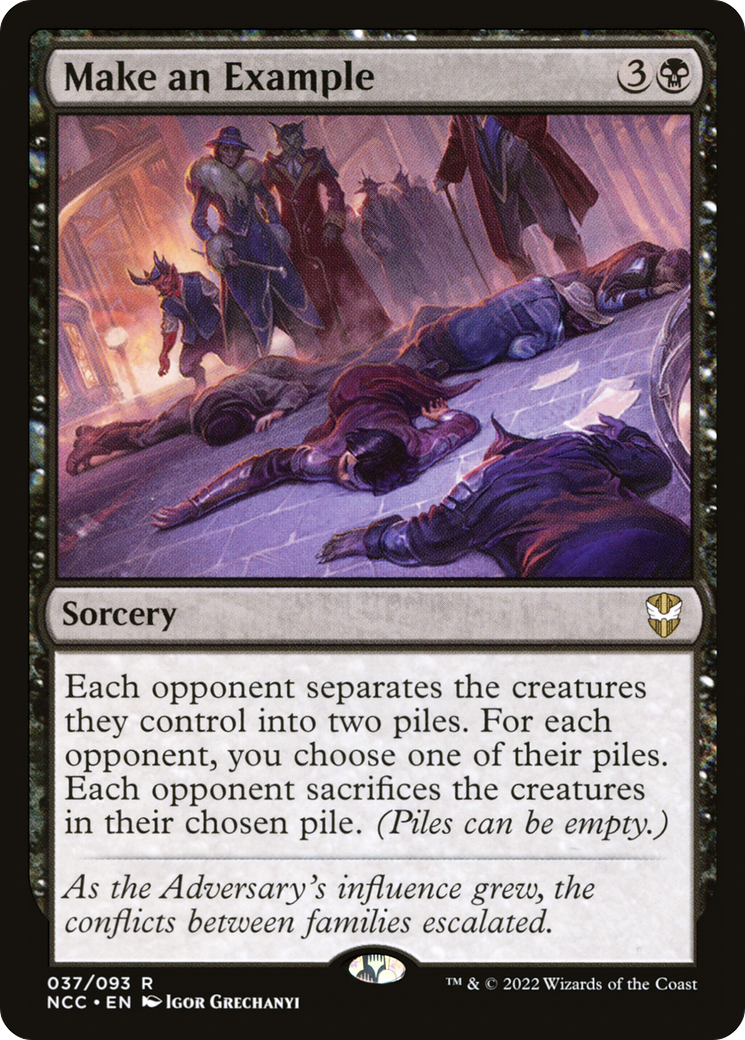 Make an Example 3
Sorcery
Each opponent separates the creatures
they control into two piles. For each
opponent, you choose one of their piles.
Each opponent sacrifices the creatures
in their chosen pile. (Piles can be empty.)
As the Adversary's influence grew, the
conflicts between families escalated.
037/093 R
NCC • EN Igor Grechanyi
™ & © 2022 Wizards of the Coast